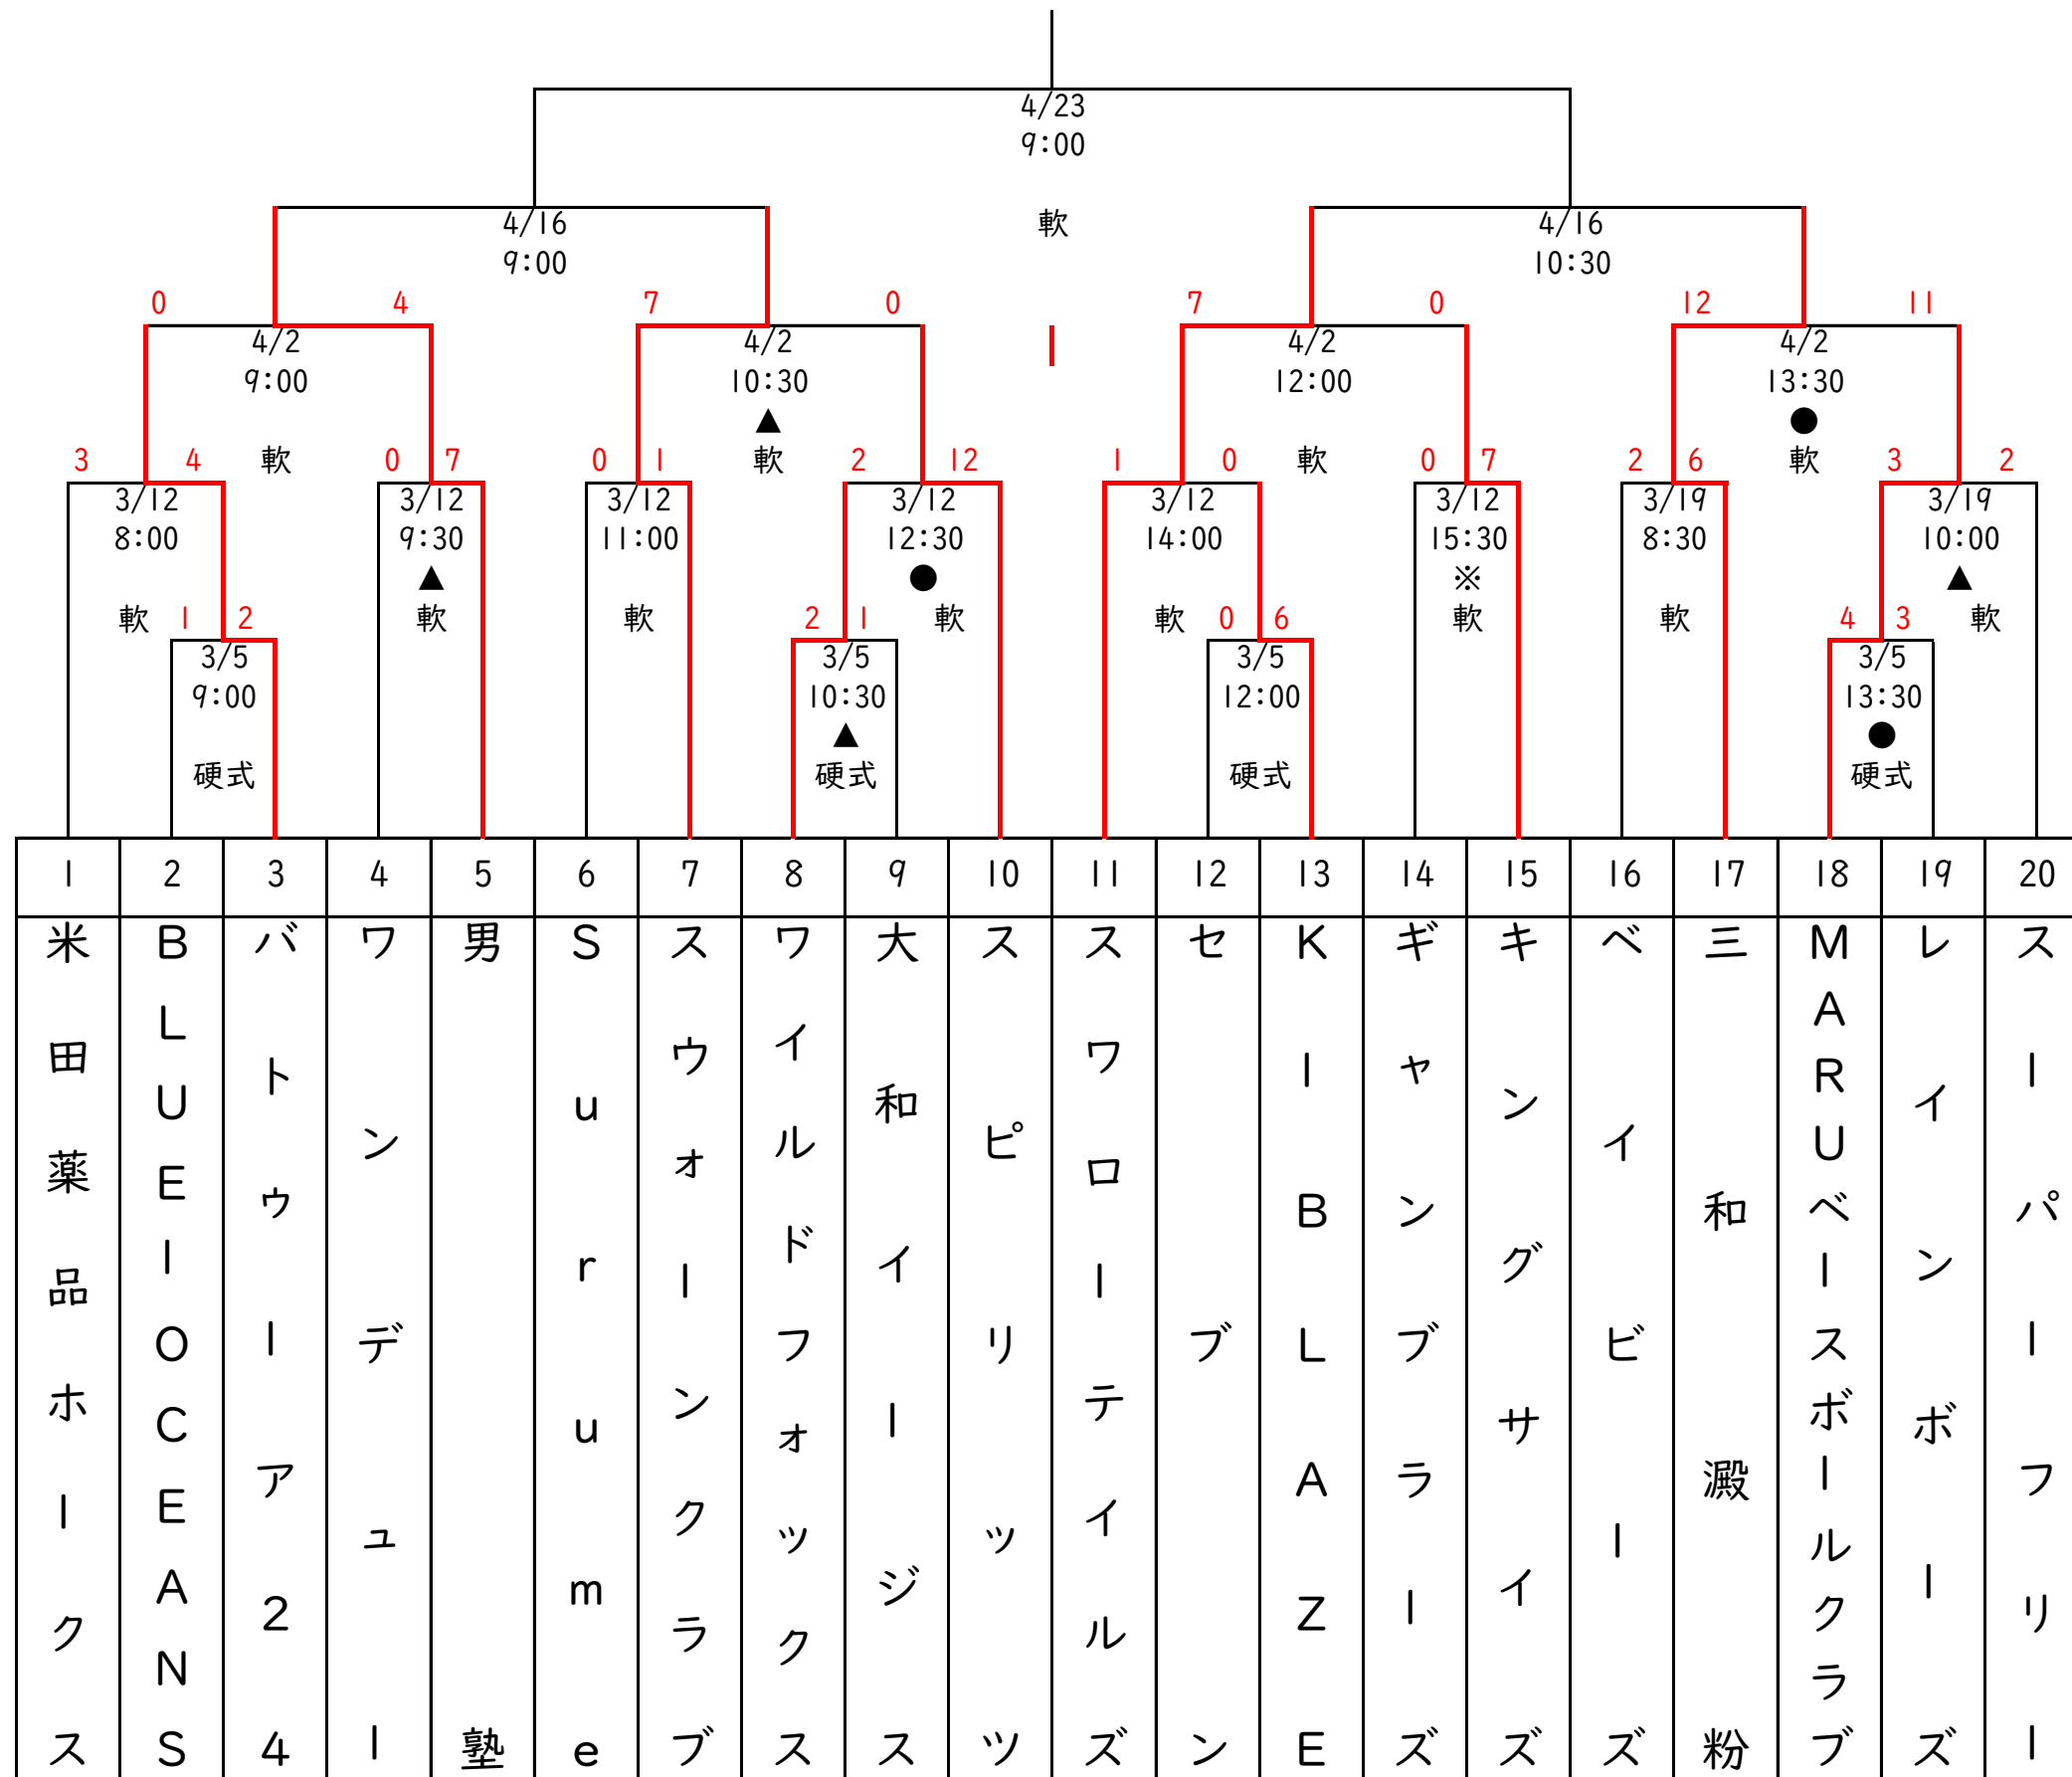 4/23
9:00
軟
4/16
9:00
4/16
10:30
0 4 7 0 7 0 12 11
4/2
9:00
軟
4/2
10:30
▲
軟
4/2
12:00
軟
4/2
13:30
●
軟
3 4 0 7 0 1 2 12 1 0 0 7 2 6 3 2
3/12
8:00
軟
3/12
9:30
▲
軟
3/12
11:00
軟
3/12
12:30
●
軟
3/12
14:00
軟
3/12
15:30
※
軟
3/19
8:30
軟
3/19
10:00
▲
軟
1 2 2 1 0 6 4 3
3/5
9:00
硬式
3/5
10:30
▲
硬式
3/5
12:00
硬式
3/5
13:30
●
硬式
1 2 3 4 5 6 7 8 9 10 11 12 13 14 15 16 17 18 19 20
米田薬品ホークス
BLUEIOCEANS
バトゥーア24
ワンデュー
男塾
Surume
スウォーンクラブ
ワイルドフォックス
大和イージス
スピリッツ
スワローテイルズ
セブン
KIBLAZE
ギャンブラーズ
キングサイズ
ベイビーズ
三和澱粉
MARUベースボールクラブ
レインボーズ
スーパーフリー